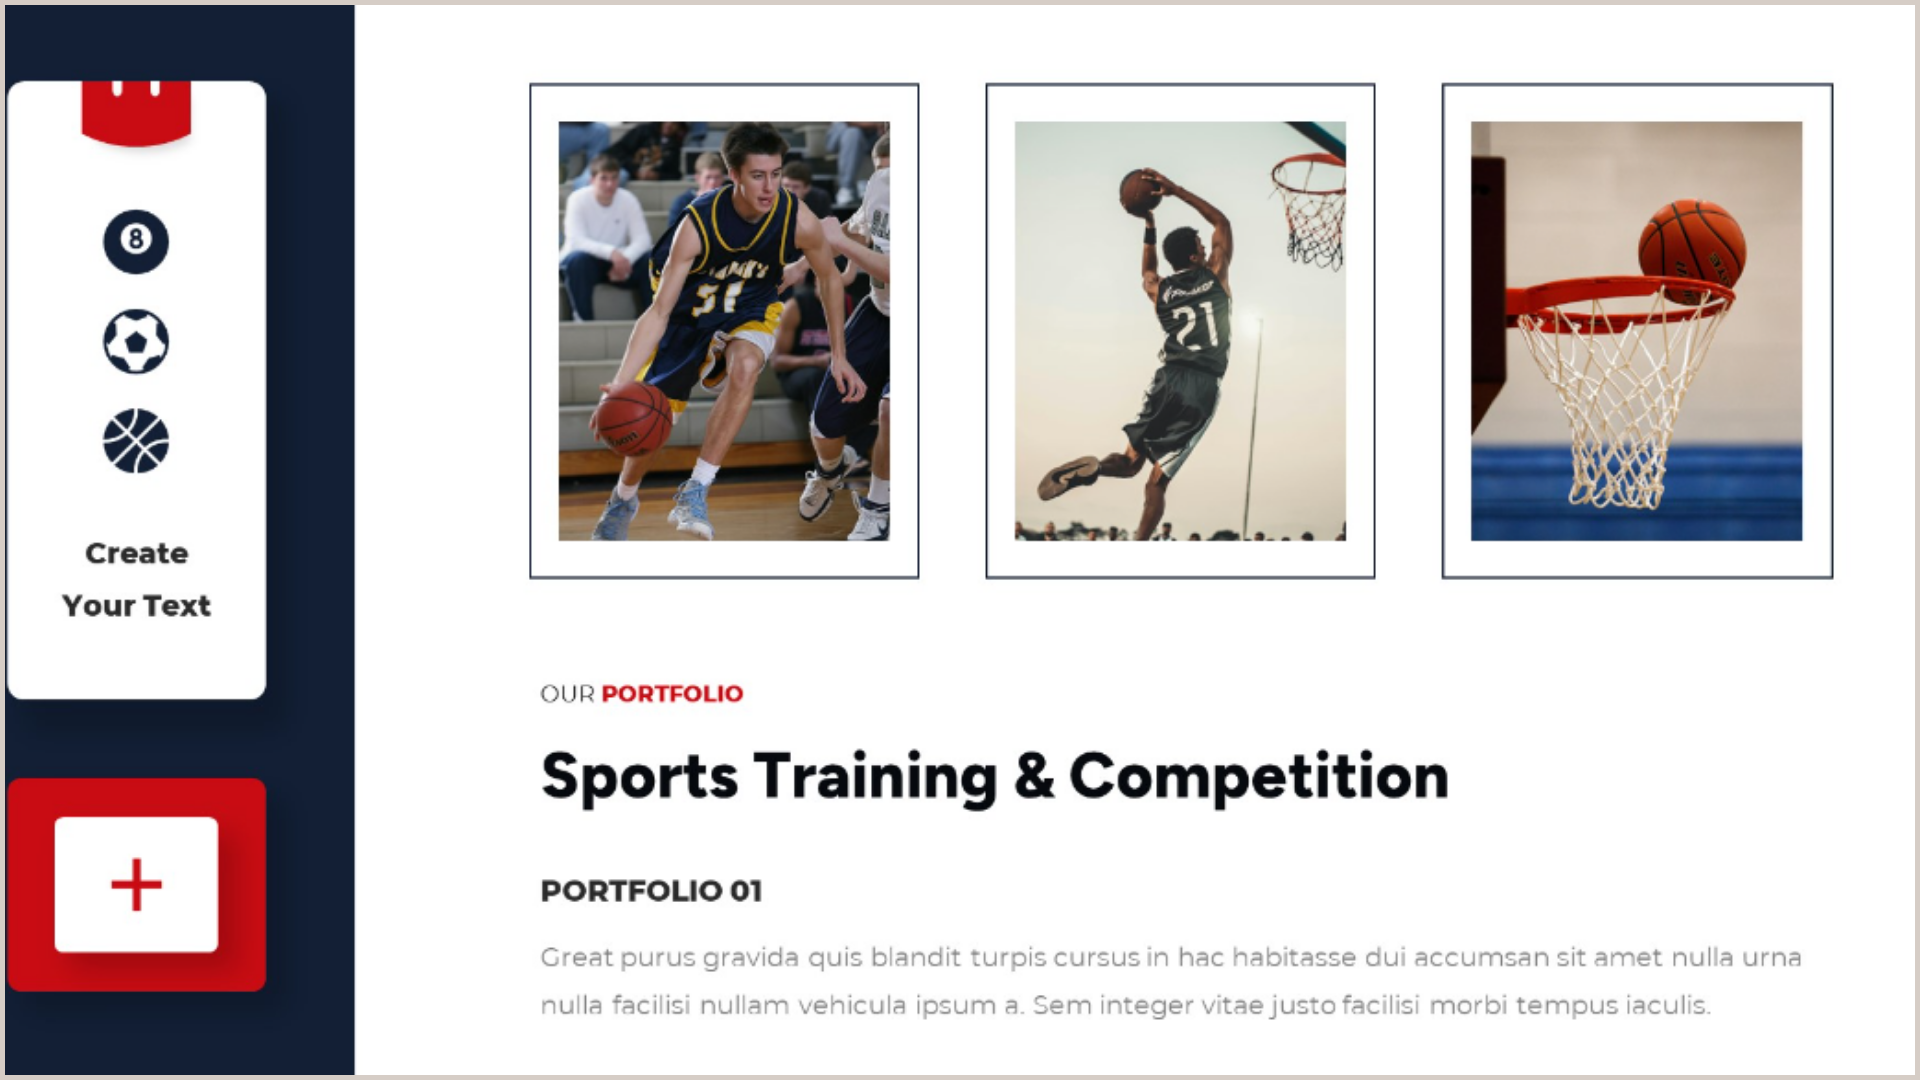 8
Create
Your Text
51
21
OUR PORTFOLIO
Sports Training & Competition
PORTFOLIO 01
Great purus gravida quis blandit turpis cursus in hac habitasse dui accumsan sit amet nulla urna
nulla facilisi nullam vehicula ipsum a. Sem integer vitae justo facilisi morbi tempus iaculis.